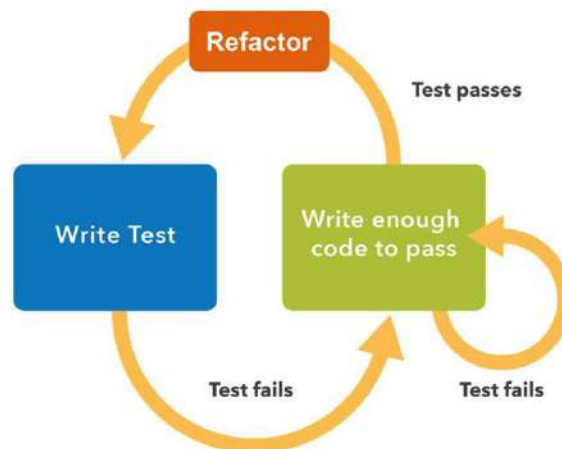 Refactor
Test passes
Write Test
Write enough
code to pass
Test fails
Test fails